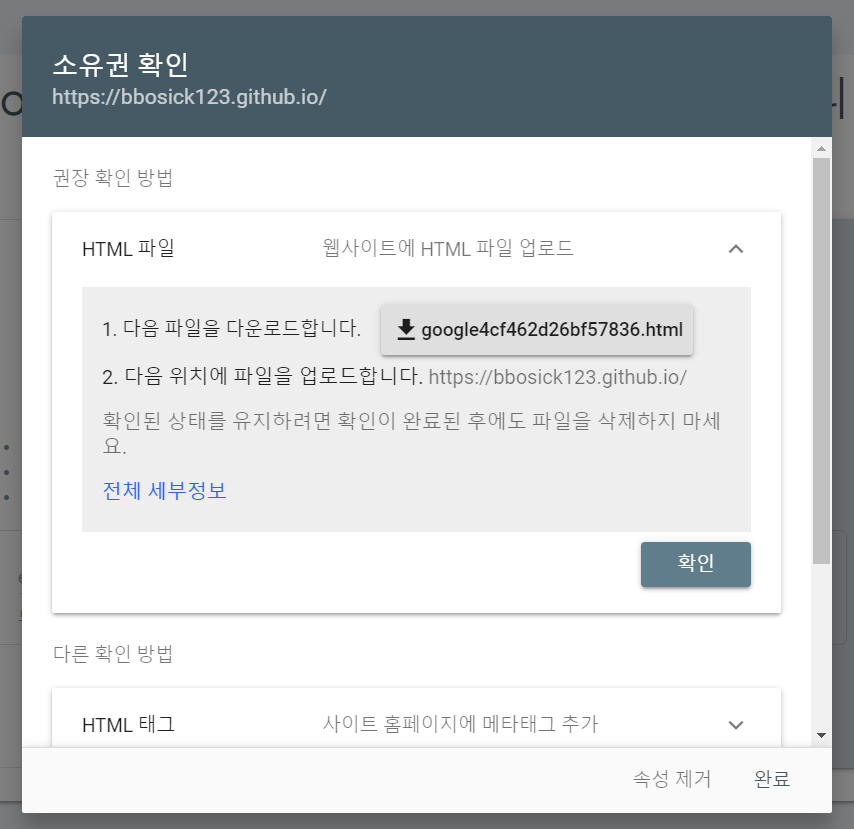 소유권 확인
https://bbosick123.github.io/
권장 확인 방법
HTML 파일 웹사이트에 HTML 파일 업로드
1. 다음 파일을 다운로드합니다. google4cf462d26bf57836.html
2. 다음 위치에 파일을 업로드합니다. https://bbosick123.github.io/
확인된 상태를 유지하려면 확인이 완료된 후에도 파일을 삭제하지 마세
요.
전체 세부정보
확인
다른 확인 방법
HTML 태그 사이트 홈페이지에 메타태그 추가
속성 제거 완료